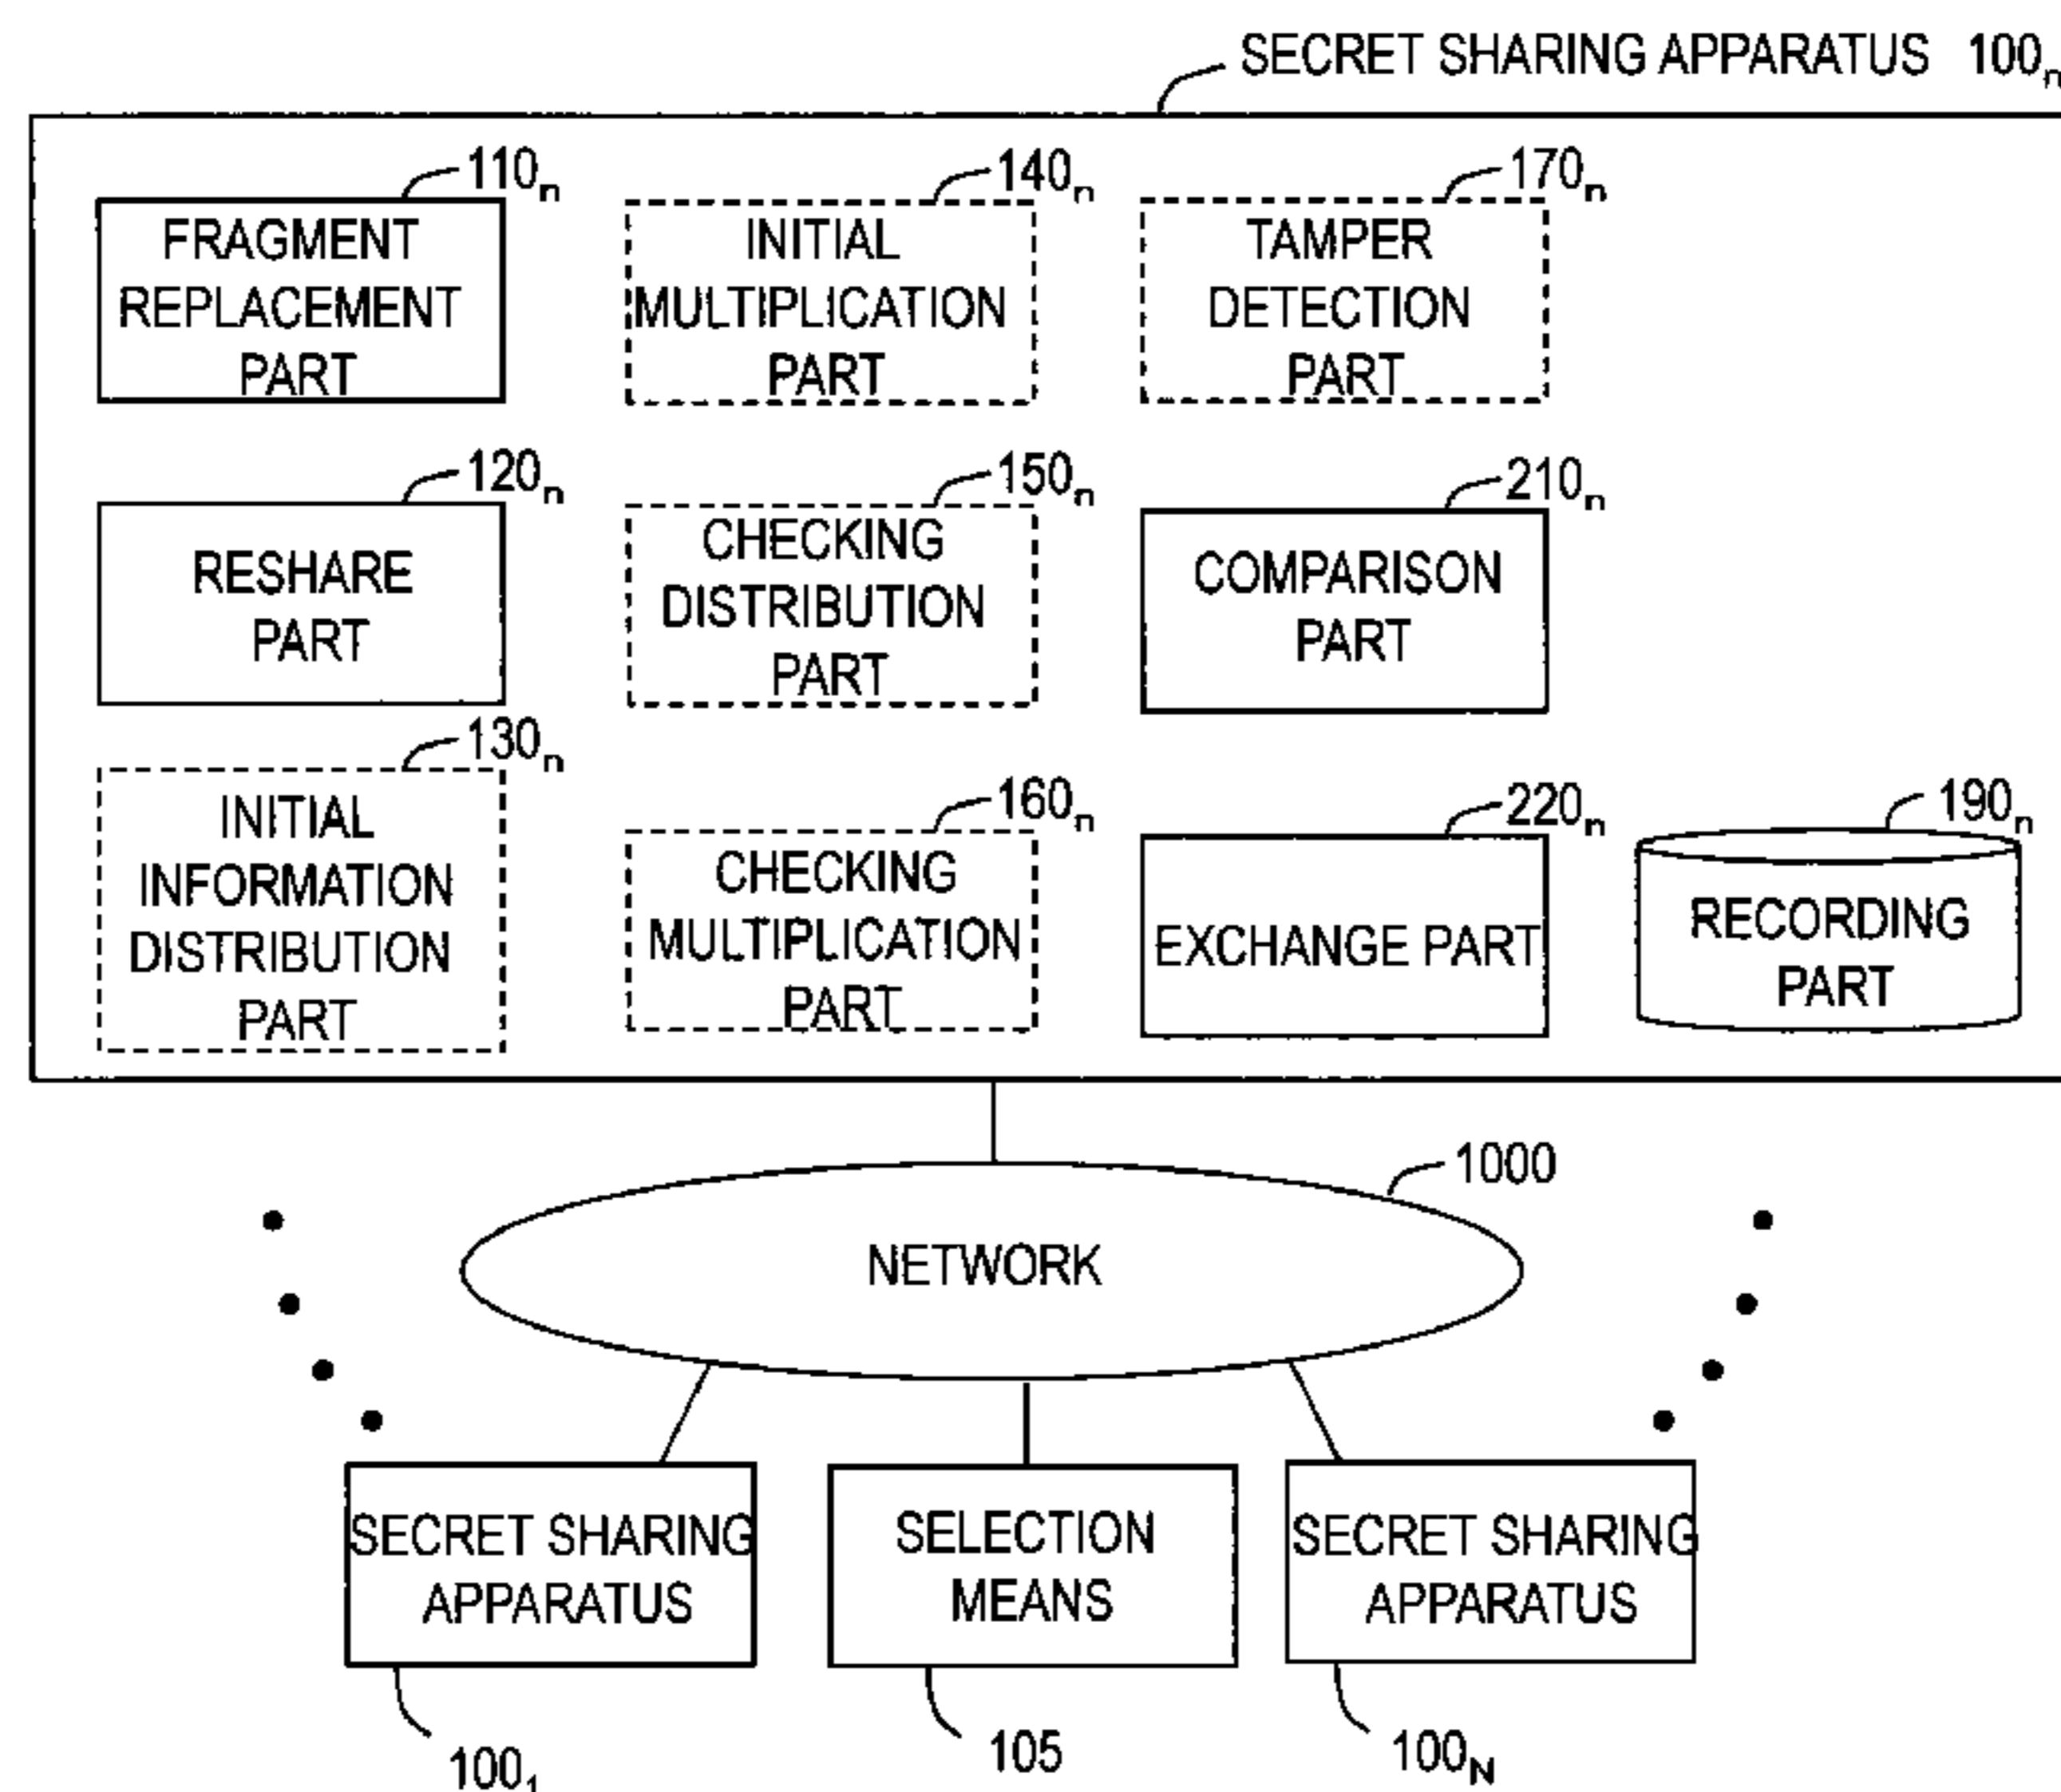 SECRET SHARING APPARATUS 100n
110n
FRAGMENT
REPLACEMENT
PART
140n
INITIAL
MULTIPLICATION
PART
170n
TAMPER
DETECTION
PART
120n
RESHARE
PART
150n
CHECKING
DISTRIBUTION
PART
210n
COMPARISON
PART
130n
INITIAL
INFORMATION
DISTRIBUTION
PART
160n
CHECKING
MULTIPLICATION
PART
220n
EXCHANGE PART
190n
RECORDING
PART
1000
NETWORK
SECRET SHARING
APPARATUS
1001
SELECTION
MEANS
105
SECRET SHARING
APPARATUS
100N